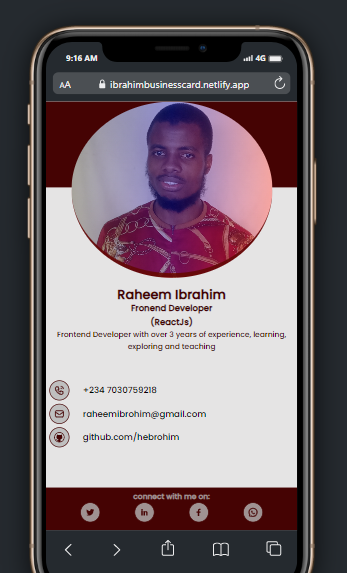 9:16 AM
4G
AA
ibrahimbusinesscard.netlify.app
Raheem Ibrahim
Fronend Developer
(ReactJs)
Frontend Developer with over 3 years of experience, learning,
exploring and teaching
+234 7030759218
raheemibrohim@gmail.com
github.com/hebrohim
connect with me on: